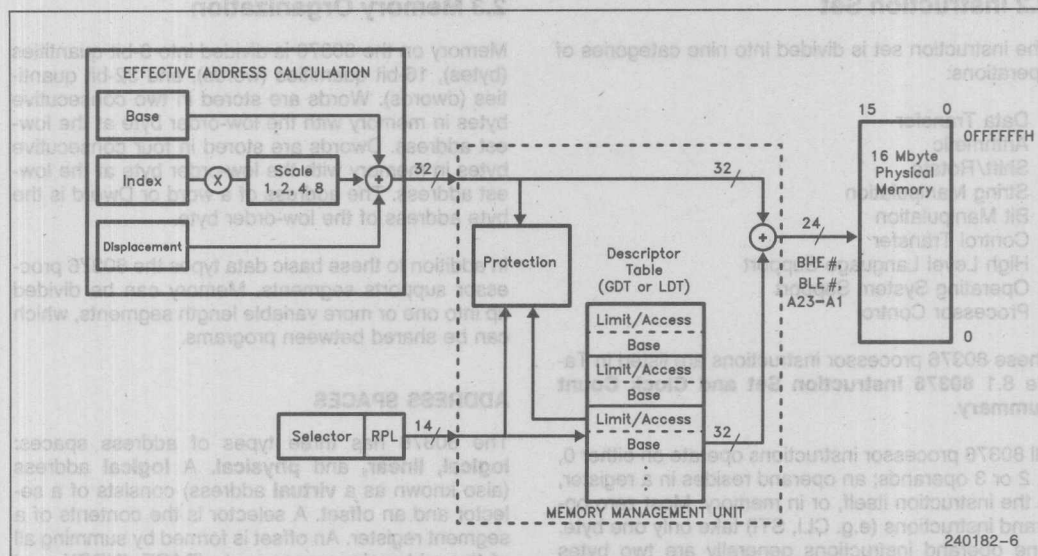 2 Instruction Set
2.3 Memory Organization
he instruction set is divided into nine categories of
perations:
Data Transfer
Arithmetic
Shift/Rot
String Manipulation
Bit Manipulation
Control Transfer
High Level Language Support
Operating System Support
Processor Control
hese 80376 processor instructions are listed in Ta-
e 8.1 80376 Instruction Set and Clock Count
ummary.
ll 80376 processor instructions operate on either 0,
2 or 3 operands; an operand resides in a register,
the instruction itself, or in memory. Most
rand instructions (e.g. CLI, STI) take only one byte.
operand instructions generally are two bytes
Memory on the 80376 is divided into 8-bit quantities
(bytes), 16-bit quantities (words), and 32-bit quanti-
ties (dwords). Words are stored in two consecutive
bytes in memory with the low-order byte at the low-
est address. Dwords are stored in four consecutive
bytes in memory with the low-order byte at the low-
est address. The address of a word or Dword is the
byte address of the low-order byte.
In addition to these basic data types the 80376 proc-
essor supports segments. Memory can be divided
up into one or more variable length segments, which
can be shared between programs.
ADDRESS SPACES
The 80376 has three types of address spaces:
logical, linear, and physical. A logical address
(also known as a virtual address) consists of a se-
lector and an offset. A selector is the contents of a
segment register. An offset is formed by summing all
EFFECTIVE ADDRESS CALCULATION
Base
Index
X
Scale
1, 2, 4, 8
+
Displacement
32
32
15 0
0FFFFFFH
16 Mbyte
Physical
Memory
0
+
24
BHE #,
BLE #,
A23–A1
Protection
Descriptor
Table
(GDT or LDT)
Limit/Access
Base
Limit/Access
Base
Limit/Access
Base
32
Selector RPL
14
MEMORY MANAGEMENT UNIT
240182–6